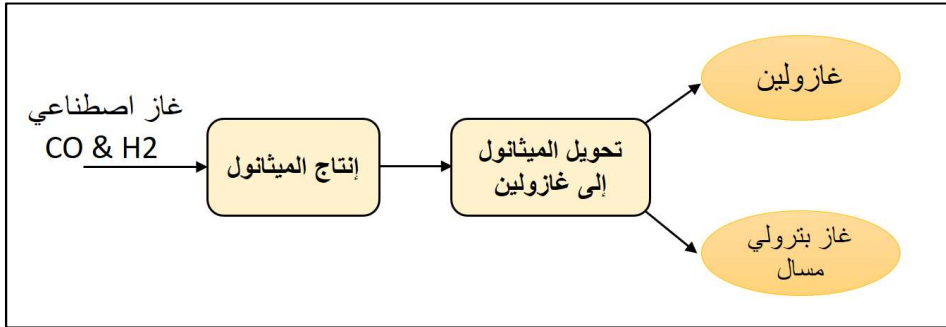 غاز اصطناعي
CO & H2
إنتاج الميثانول
تحويل الميثانول
إلى غازولين
غازولين
غاز بترولي
مسال